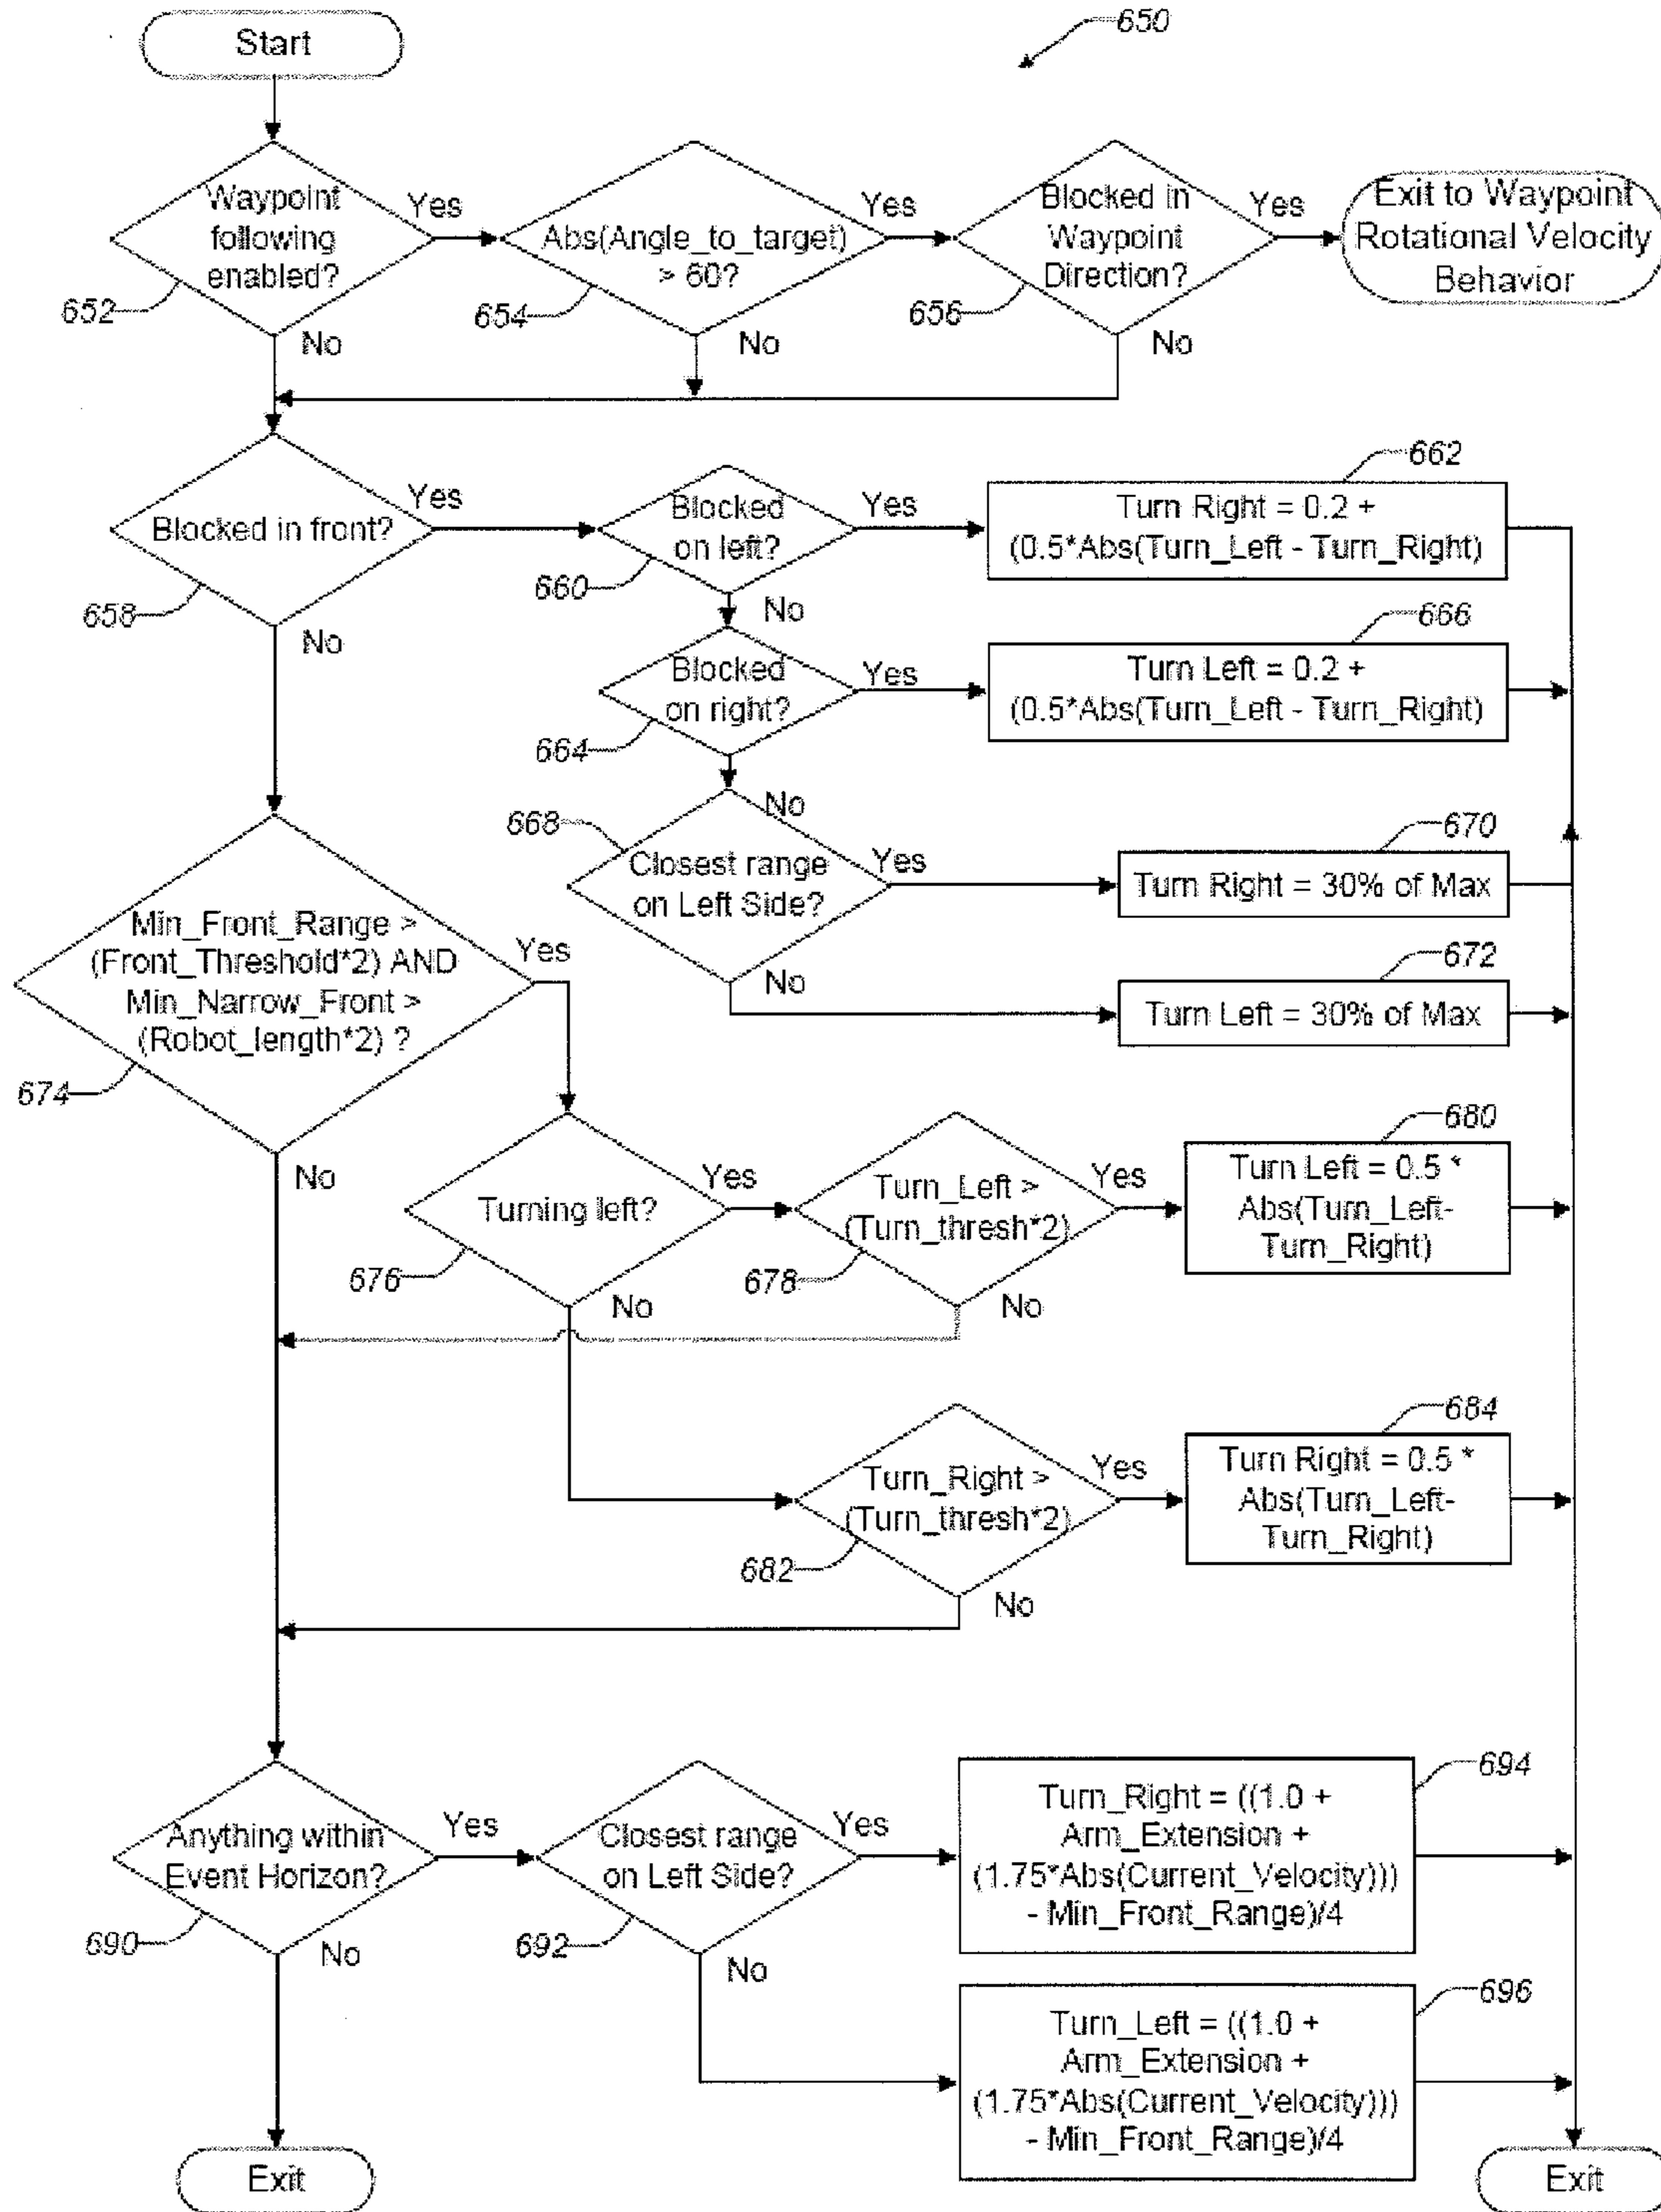 650
Start
Waypoint
following
enabled?
652
Yes
No
Abs(Angle_to_target)
> 60?
654
Yes
No
Blocked in
Waypoint
Direction?
656
Yes
No
Exit to Waypoint
Rotational Velocity
Behavior
Blocked in front?
658
Yes
No
Blocked
on left?
660
Yes
No
662
Turn Right = 0.2 +
(0.5*Abs(Turn_Left - Turn_Right)
Blocked
on right?
664
Yes
No
666
Turn Left = 0.2 +
(0.5*Abs(Turn_Left - Turn_Right)
668
Closest range
on Left Side?
Yes
No
670
Turn Right = 30% of Max
672
Turn Left = 30% of Max
Min_Front_Range >
(Front_Threshold*2) AND
Min_Narrow_Front >
(Robot_length*2) ?
674
Yes
No
Turning left?
676
Yes
No
Turn_Left >
(Turn_thresh*2)
678
Yes
No
680
Turn Left = 0.5 *
Abs(Turn_Left-
Turn_Right)
Turn_Right >
(Turn_thresh*2)
682
Yes
No
684
Turn Right = 0.5 *
Abs(Turn_Left-
Turn_Right)
Anything within
Event Horizon?
690
Yes
No
Closest range
on Left Side?
692
Yes
No
694
Turn_Right = ((1.0 +
Arm_Extension +
(1.75*Abs(Current_Velocity)))
- Min_Front_Range)/4
696
Turn_Left = ((1.0 +
Arm_Extension +
(1.75*Abs(Current_Velocity)))
- Min_Front_Range)/4
Exit
Exit